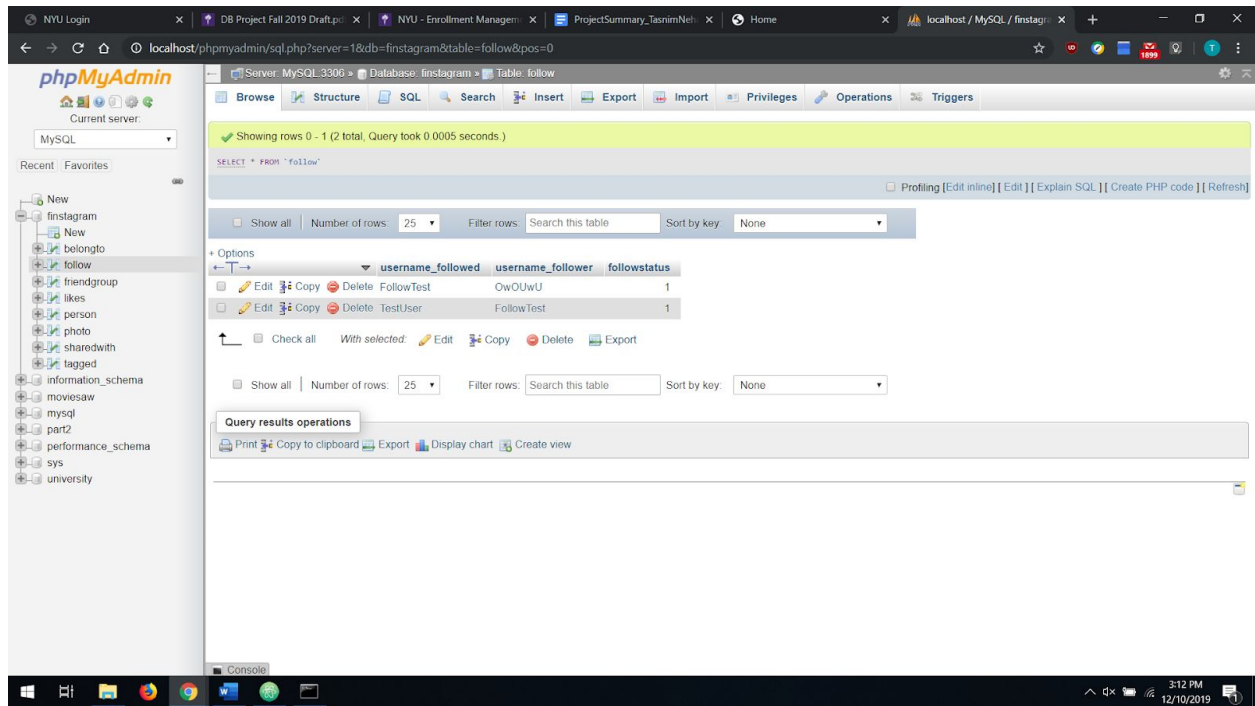 NYU Login
DB Project Fall 2019 Draft.pd
NYU - Enrollment Managem
ProjectSummary_TasnimNeh
Home
localhost / MySQL / finstagra
localhost/phpmyadmin/sql.php?server=1&db=finstagram&table=follow&pos=0
1899
T
phpMyAdmin
Current server:
MySQL
Recent Favorites
New
finstagram
New
belongto
follow
friendgroup
likes
person
photo
sharedwith
tagged
information_schema
moviesaw
mysql
part2
performance_schema
sys
university
Server: MySQL:3306 » Database: finstagram » Table: follow
Browse Structure SQL Search Insert Export Import Privileges Operations Triggers
Showing rows 0 - 1 (2 total, Query took 0.0005 seconds.)
SELECT * FROM `follow`
Profiling [Edit inline] [ Edit ] [ Explain SQL ] [ Create PHP code ] [ Refresh]
Show all | Number of rows: 25 Filter rows: Search this table Sort by key: None
+ Options
←T→ username_followed username_follower followstatus
Edit Copy Delete FollowTest OwOUwU 1
Edit Copy Delete TestUser FollowTest 1
Check all With selected: Edit Copy Delete Export
Show all | Number of rows: 25 Filter rows: Search this table Sort by key: None
Query results operations
Print Copy to clipboard Export Display chart Create view
Console
3:12 PM
12/10/2019
1